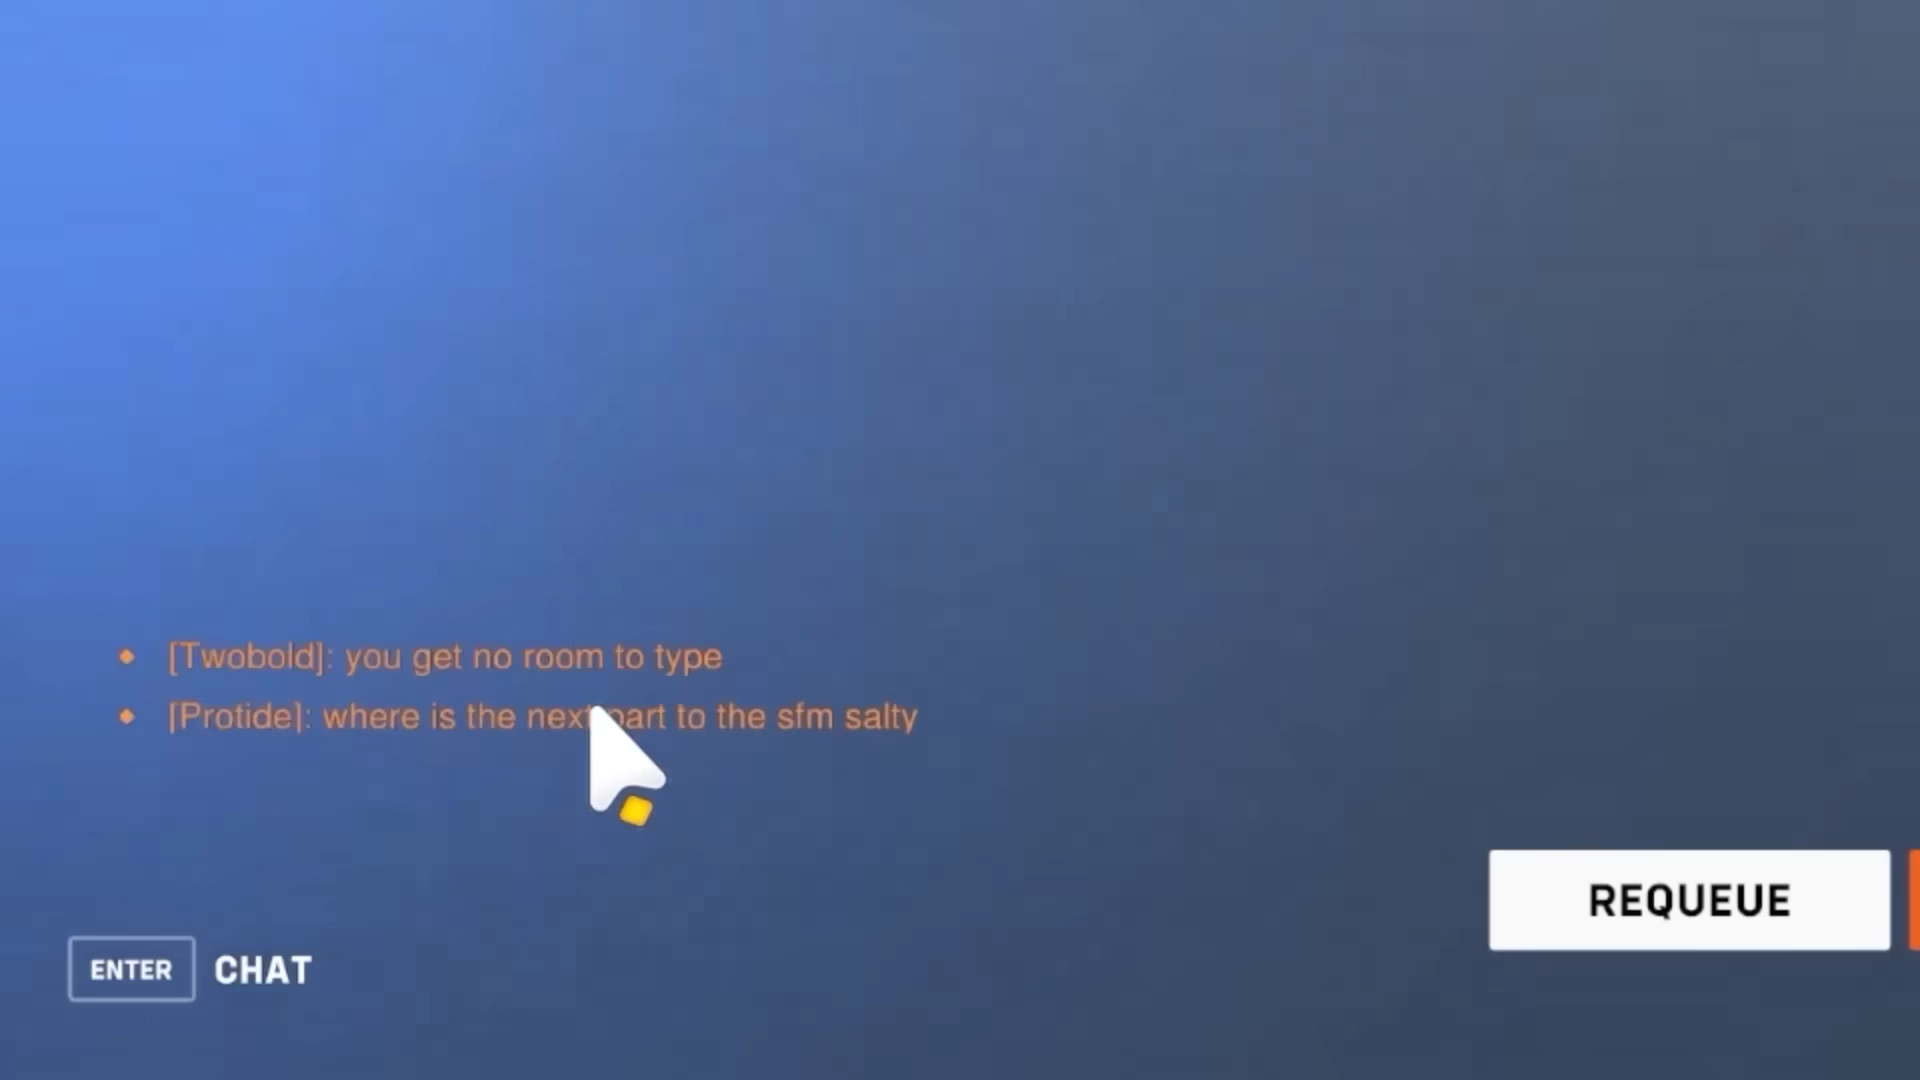 [Twobold]: you get no room to type
[Protide]: where is the next part to the sfm salty
REQUEUE
ENTER CHAT